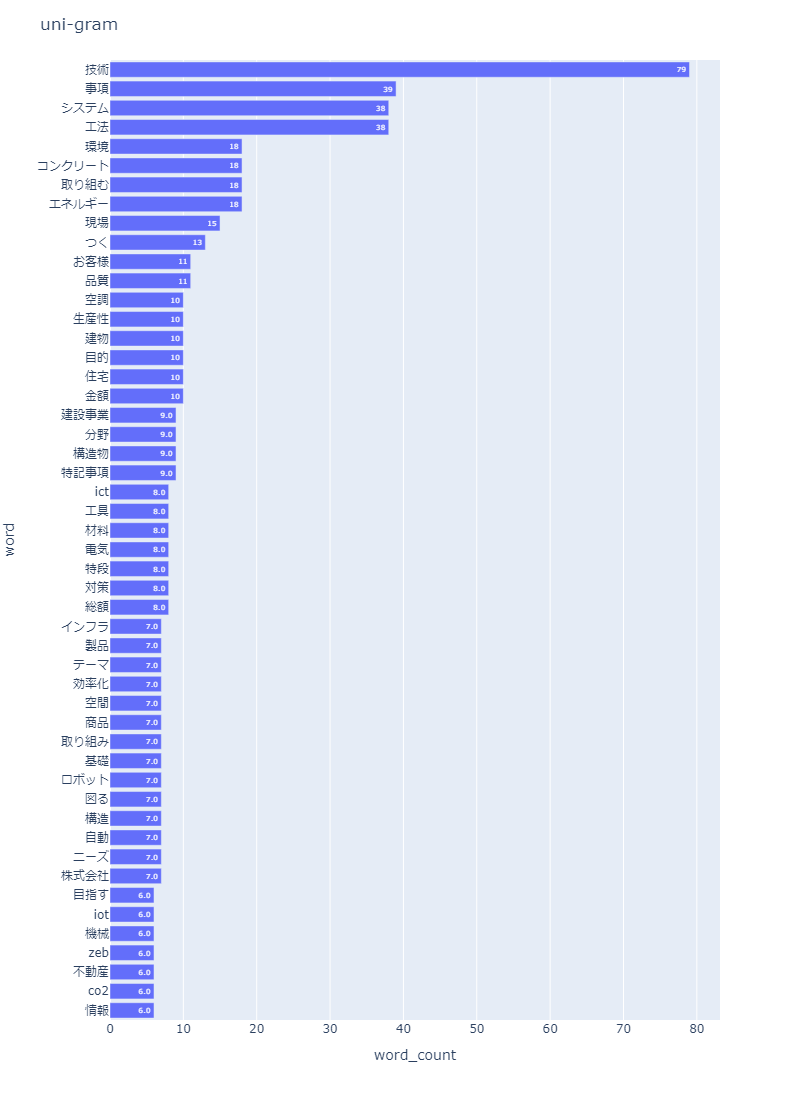 uni-gram
技術 79
事項 39
システム 38
工法 38
環境 18
コンクリート 18
取り組む 18
エネルギー 18
現場 15
つく 13
お客様 11
品質 11
空調 10
生産性 10
建物 10
目的 10
住宅 10
金額 10
建設事業 9.0
分野 9.0
構造物 9.0
特記事項 9.0
ict 8.0
工具 8.0
材料 8.0
電気 8.0
特段 8.0
対策 8.0
総額 8.0
インフラ 7.0
製品 7.0
テーマ 7.0
効率化 7.0
空間 7.0
商品 7.0
取り組み 7.0
基礎 7.0
ロボット 7.0
図る 7.0
構造 7.0
自動 7.0
ニーズ 7.0
株式会社 7.0
目指す 6.0
iot 6.0
機械 6.0
zeb 6.0
不動産 6.0
co2 6.0
情報 6.0
word
0 10 20 30 40 50 60 70 80
word_count